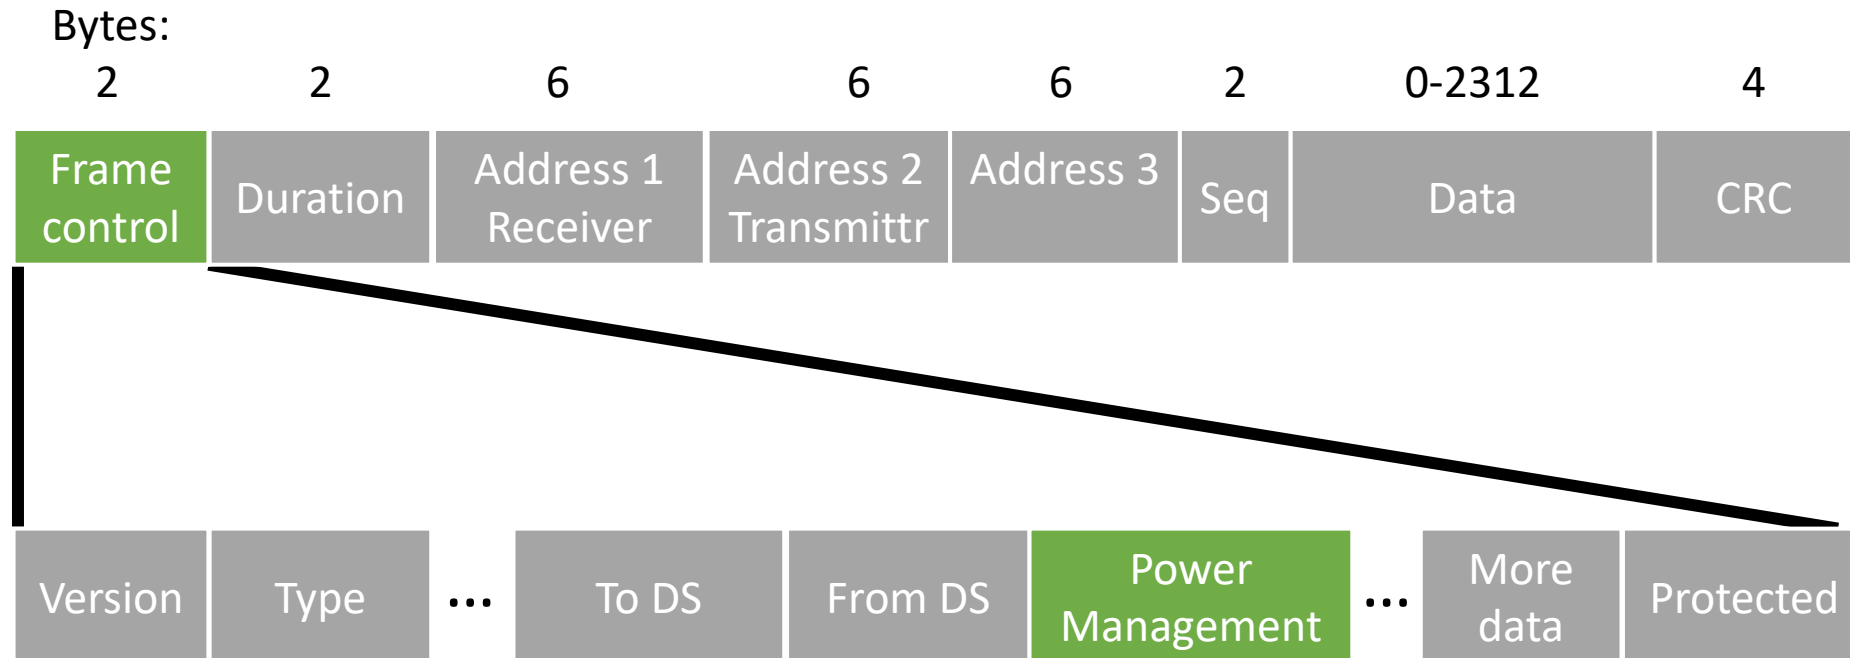 Bytes:
2 2 6 6 6 2 0-2312 4
Frame control
Duration
Address 1 Receiver
Address 2 Transmittr
Address 3
Seq
Data
CRC
Version
Type
...
To DS
From DS
Power Management
...
More data
Protected